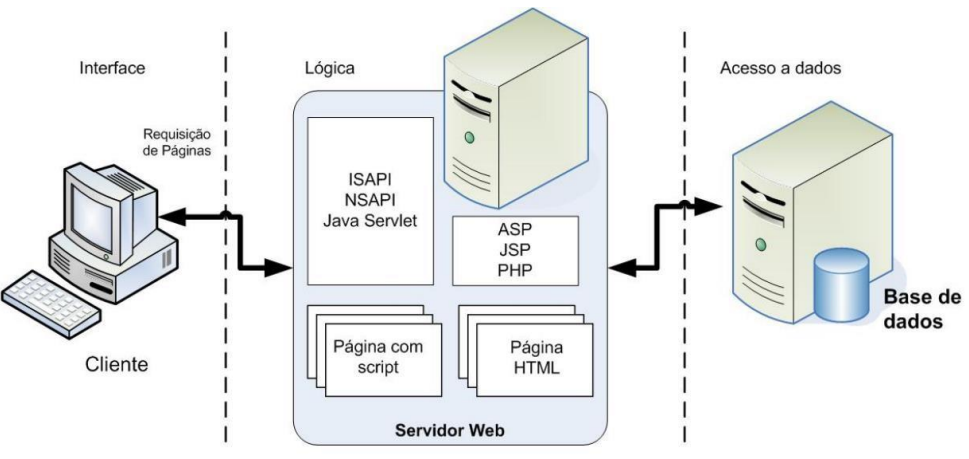 Interface
Lógica
Acesso a dados
Requisição
de Páginas
ISAPI
NSAPI
Java Servlet
ASP
JSP
PHP
Página com
script
Página
HTML
Cliente
Servidor Web
Base de
dados